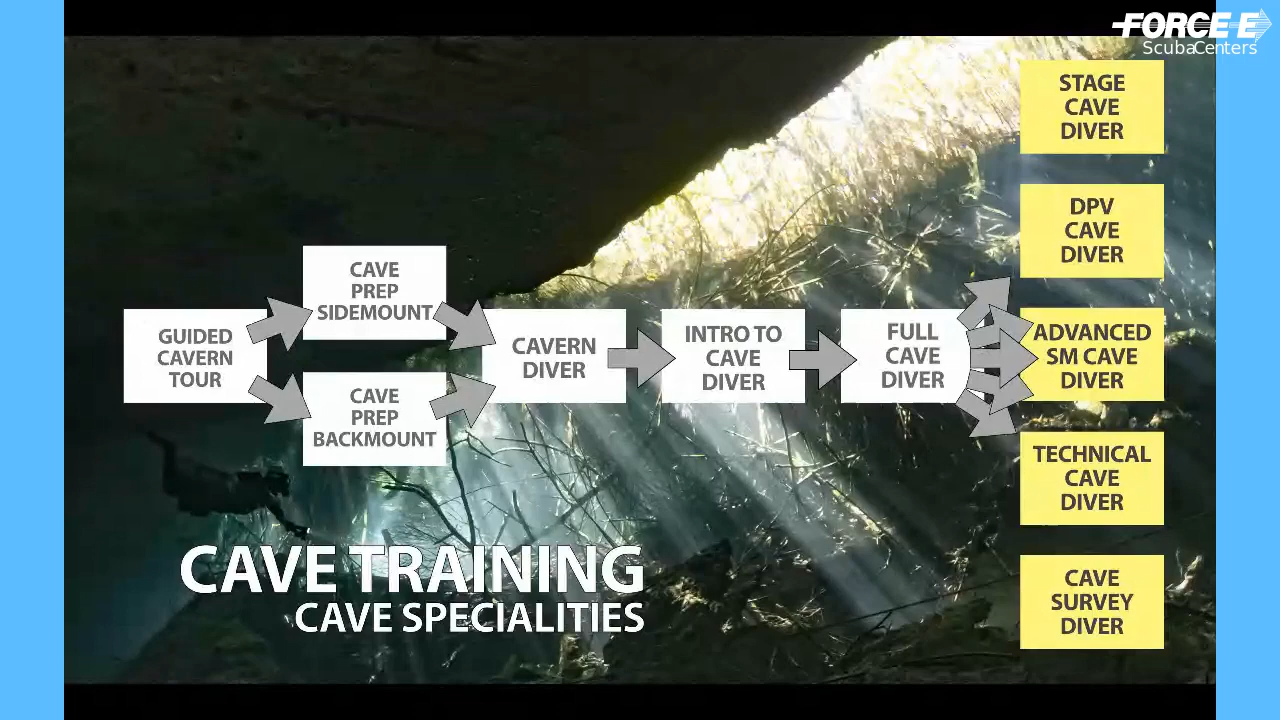 FORCE-E
ScubaCenters
STAGE
CAVE
DIVER
DPV
CAVE
DIVER
CAVE
PREP
SIDEMOUNT
GUIDED
CAVERN
TOUR
CAVE
PREP
BACKMOUNT
CAVERN
DIVER
INTRO TO
CAVE
DIVER
FULL
CAVE
DIVER
ADVANCED
SM CAVE
DIVER
TECHNICAL
CAVE
DIVER
CAVE
SURVEY
DIVER
CAVE TRAINING
CAVE SPECIALITIES